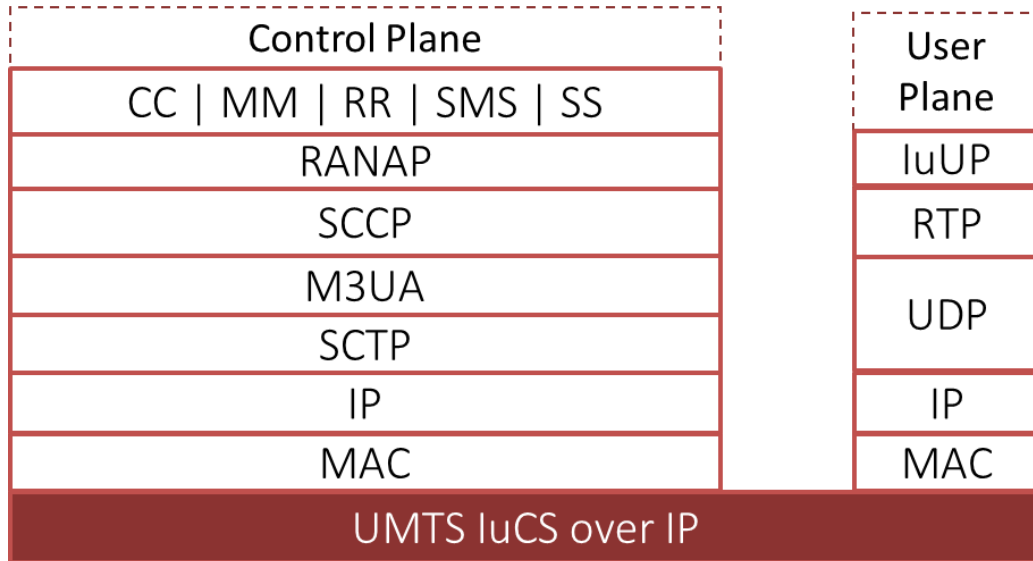 Control Plane
CC | MM | RR | SMS | SS
RANAP
SCCP
M3UA
SCTP
IP
MAC
User
Plane
IuUP
RTP
UDP
IP
MAC
UMTS IuCS over IP